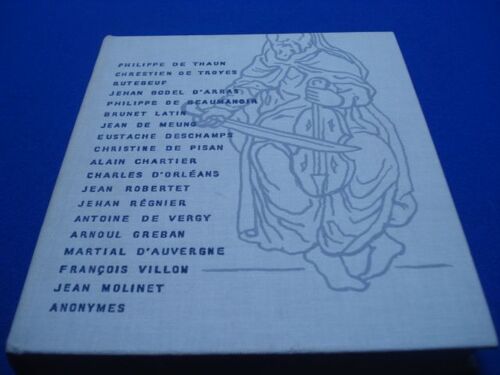 PHILIPPE DE THAUN
CHRESTIEN DE TROYES
RUTEBEUF
JEHAN BODEL D'ARRAS
PHILIPPE DE BEAUMANOIR
BRUNET LATIN
JEAN DE MEUNG
EUSTACHE DESCHAMPS
CHRISTINE DE PISAN
ALAIN CHARTIER
CHARLES D'ORLÉANS
JEAN ROBERTET
JEHAN RÉGNIER
ANTOINE DE VERGY
ARNOUL GREBAN
MARTIAL D'AUVERGNE
FRANÇOIS VILLON
JEAN MOLINET
ANONYMES